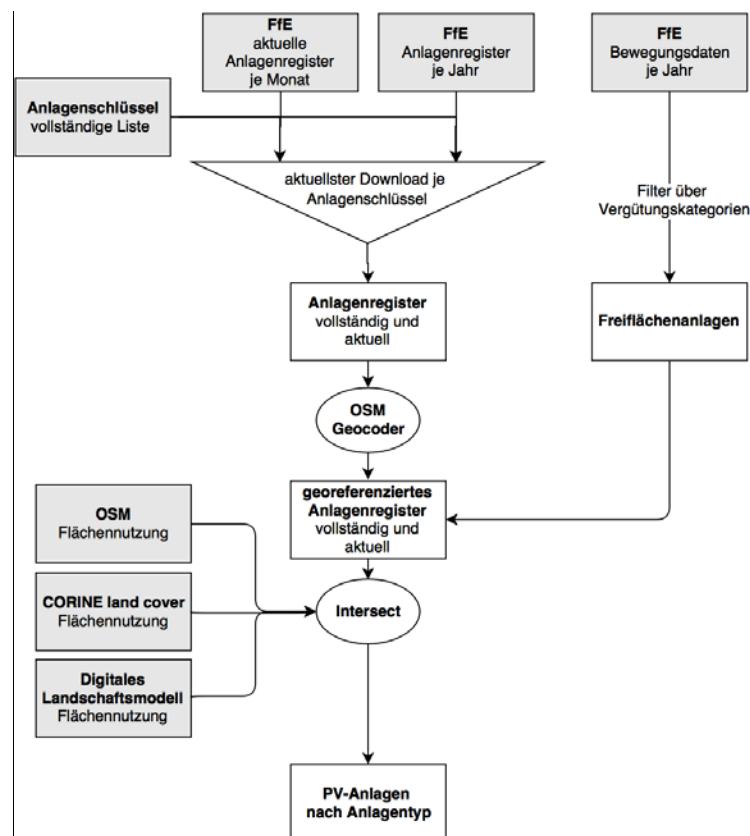 FfE
aktuelle
Anlagenregister
je Monat
FfE
Anlagenregister
je Jahr
FfE
Bewegungsdaten
je Jahr
Anlagenschlüssel
vollständige Liste
aktuellster Download je
Anlagenschlüssel
Filter über
Vergütungskategorien
Anlagenregister
vollständig und
aktuell
Freiflächenanlagen
OSM
Geocoder
georeferenziertes
Anlagenregister
vollständig und
aktuell
OSM
Flächennutzung
CORINE land cover
Flächennutzung
Intersect
Digitales
Landschaftsmodell
Flächennutzung
PV-Anlagen
nach Anlagentyp